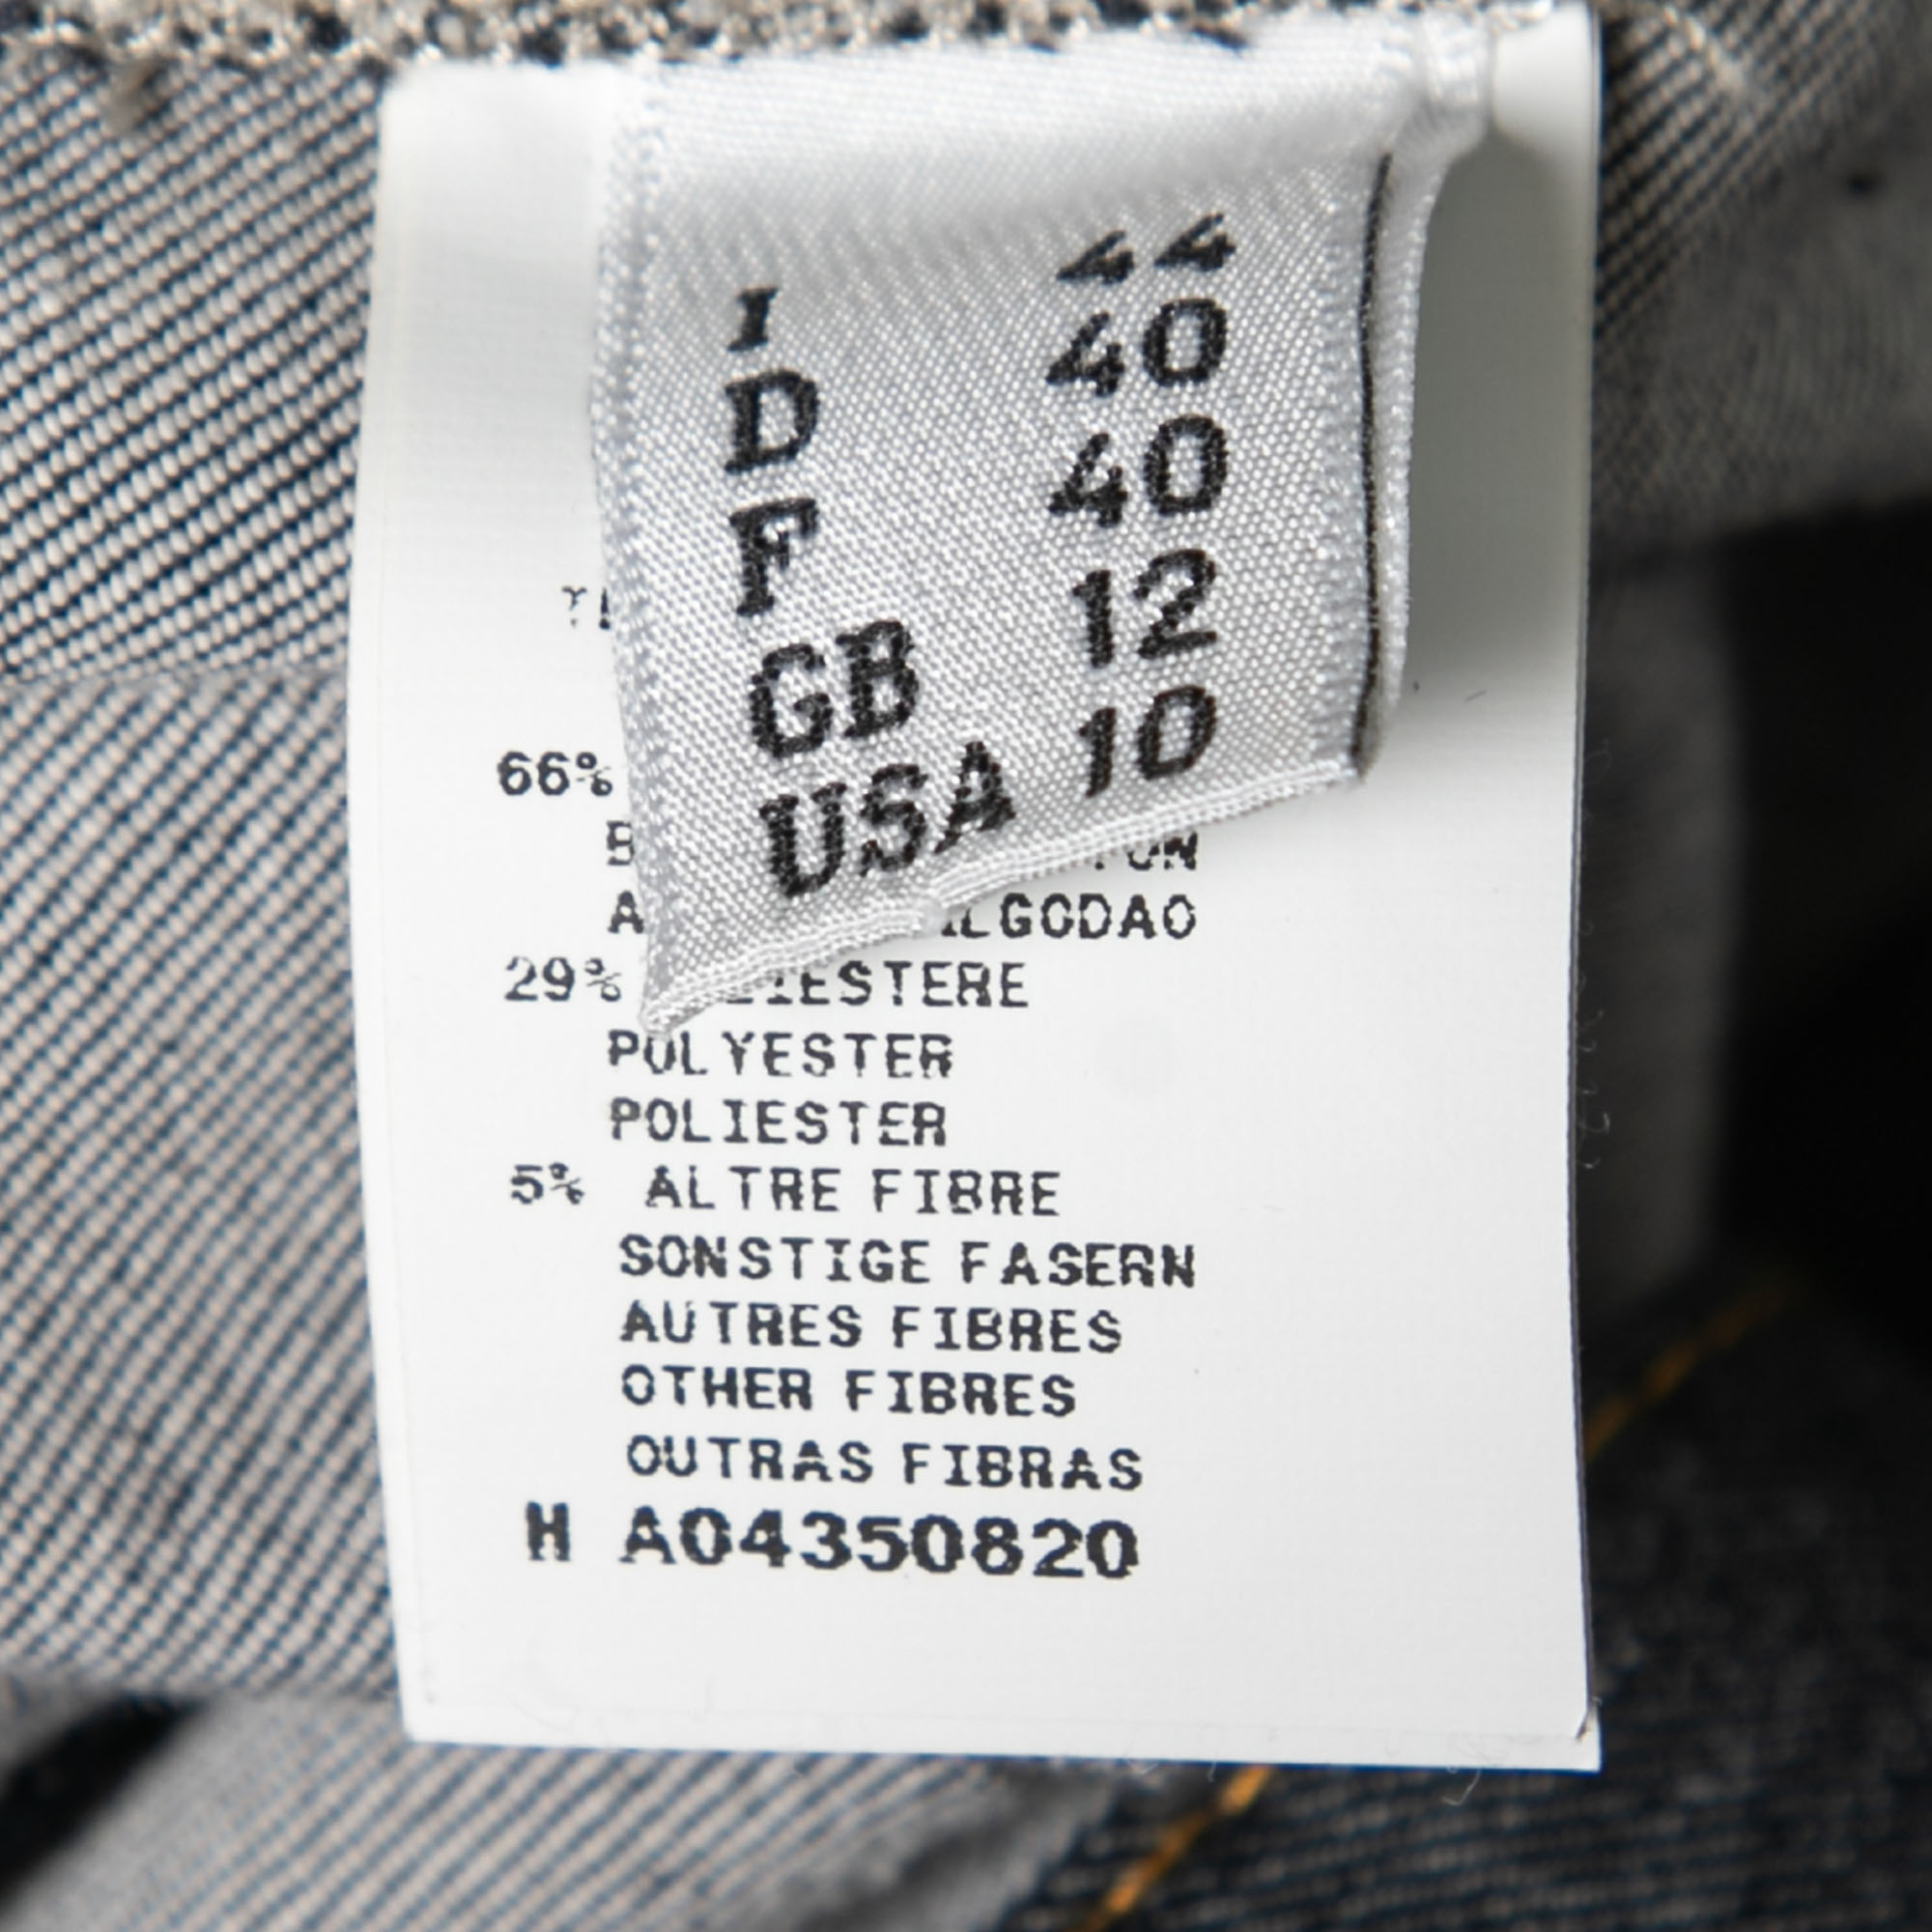 I 44
D 40
F 40
GB 12
USA 10
66%
29%
POLYESTER
POLIESTER
5% ALTRE FIBRE
SONSTIGE FASERN
AUTRES FIBRES
OTHER FIBRES
OUTRAS FIBRAS
H A04350820